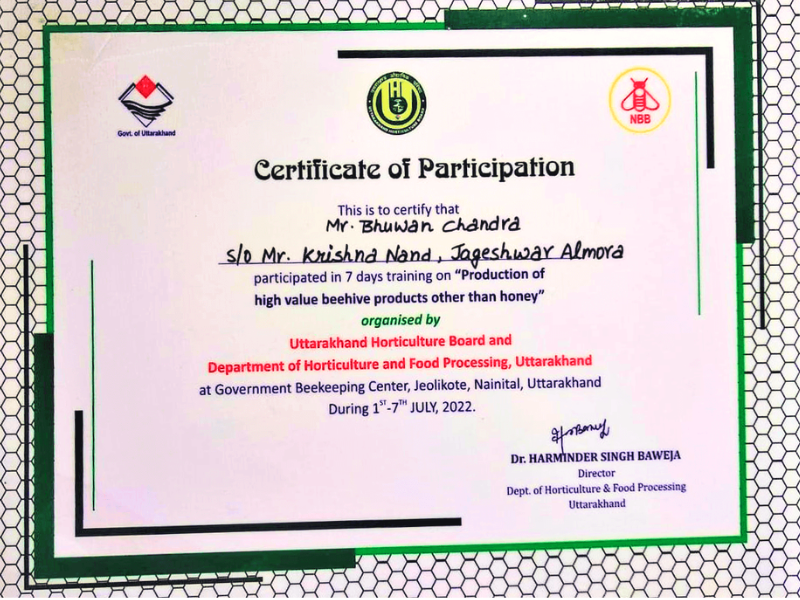 Govt. of Uttarakhand
NBB
Certificate of Participation
This is to certify that
Mr. Bhuwan Chandra
S/o Mr. Krishna Nand, Jageshwar Almora
participated in 7 days training on “Production of
high value beehive products other than honey”
organised by
Uttarakhand Horticulture Board and
Department of Horticulture and Food Processing, Uttarakhand
at Government Beekeeping Center, Jeolikote, Nainital, Uttarakhand
During 1ST-7TH JULY, 2022.
Dr. HARMINDER SINGH BAWEJA
Director
Dept. of Horticulture & Food Processing
Uttarakhand